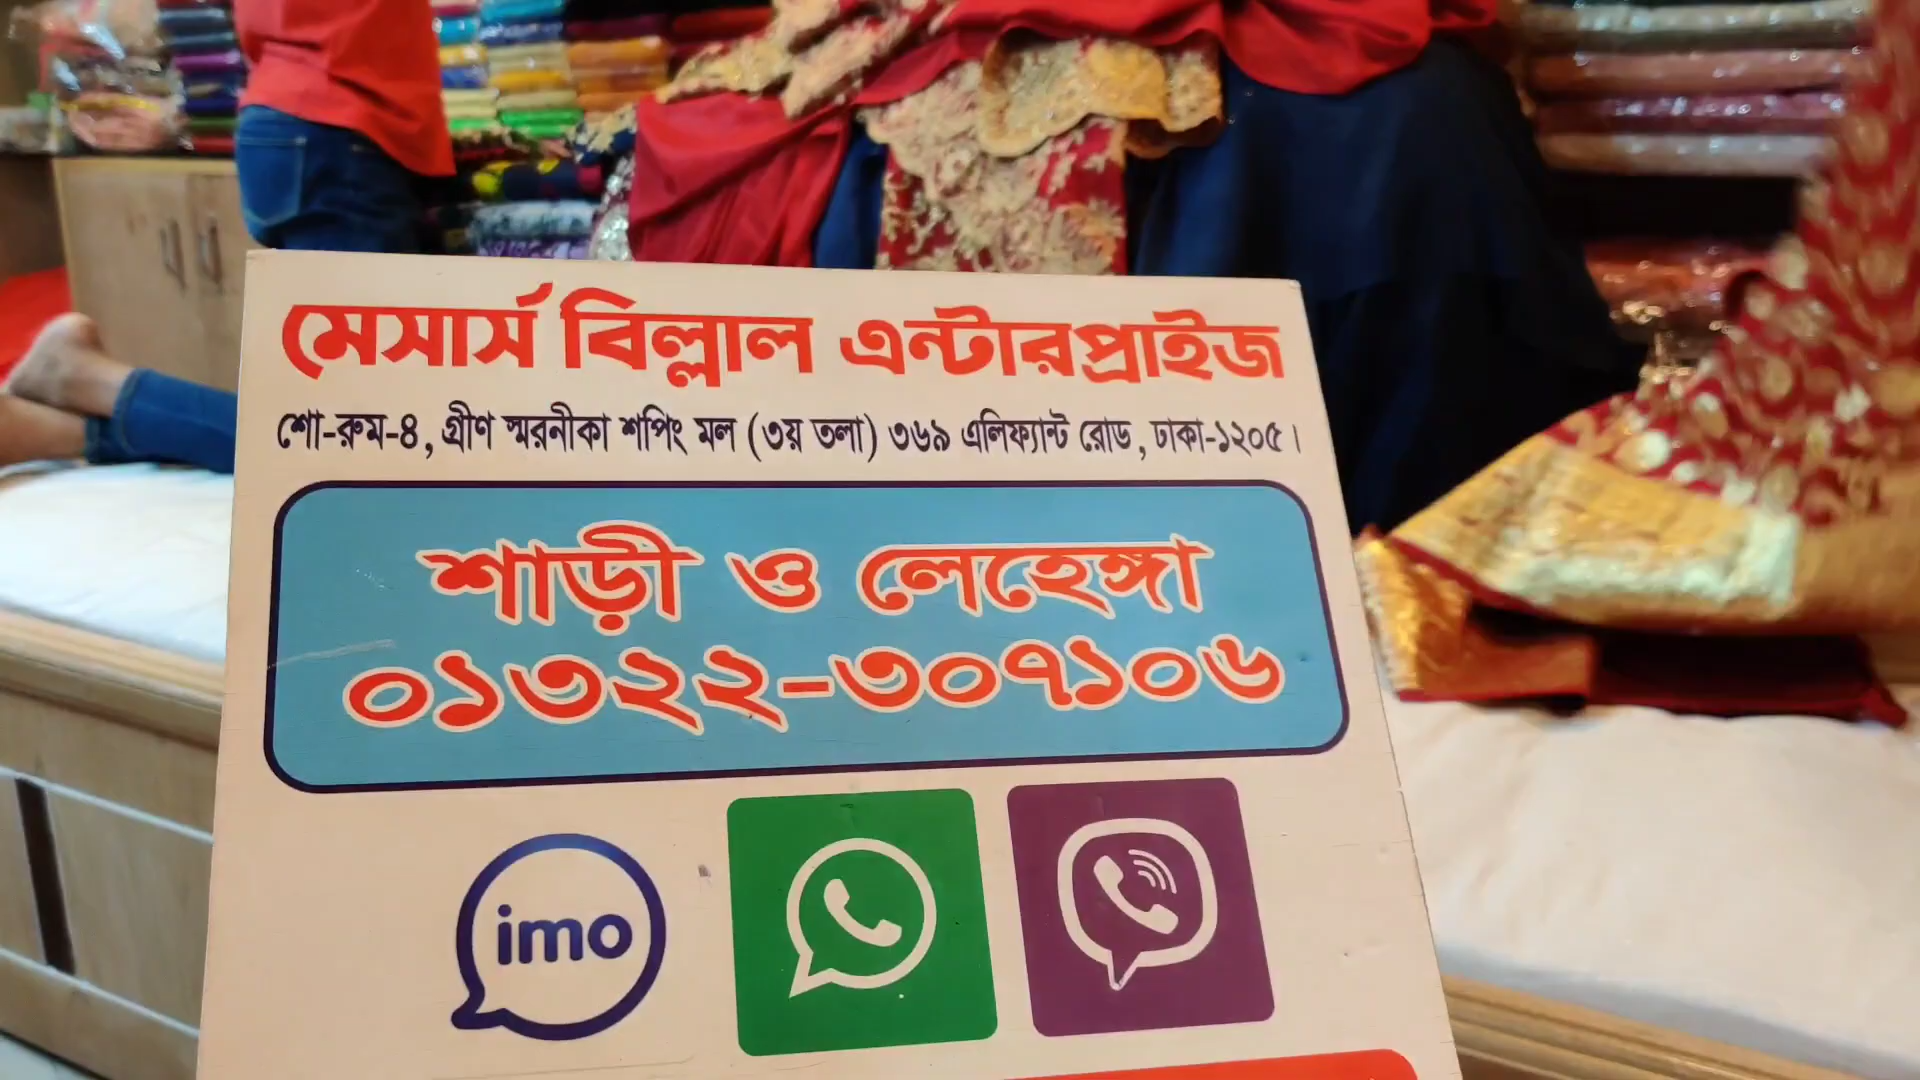 মেসার্স বিল্লাল এন্টারপ্রাইজ
শো-রুম-৪, গ্রীণ স্মরনীকা শপিং মল (৩য় তলা) ৩৬৯ এলিফ্যান্ট রোড, ঢাকা-১২০৫।
শাড়ী ও লেহেঙ্গা
০১৩২২-৩০৭১০৬
imo